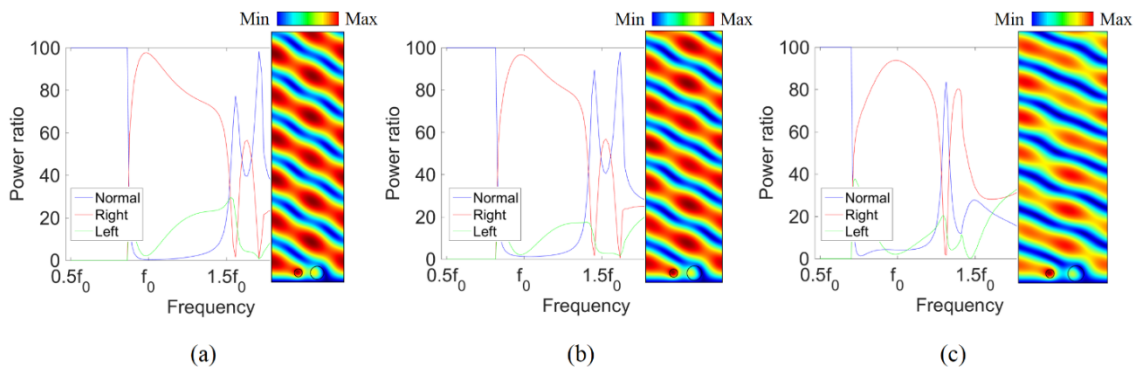 Min Max
100
80
60
40
20
0
Power ratio
Normal
Right
Left
0.5f0 f0 1.5f0
Frequency
(a)
Min Max
100
80
60
40
20
0
Power ratio
Normal
Right
Left
0.5f0 f0 1.5f0
Frequency
(b)
Min Max
100
80
60
40
20
0
Power ratio
Normal
Right
Left
0.5f0 f0 1.5f0
Frequency
(c)